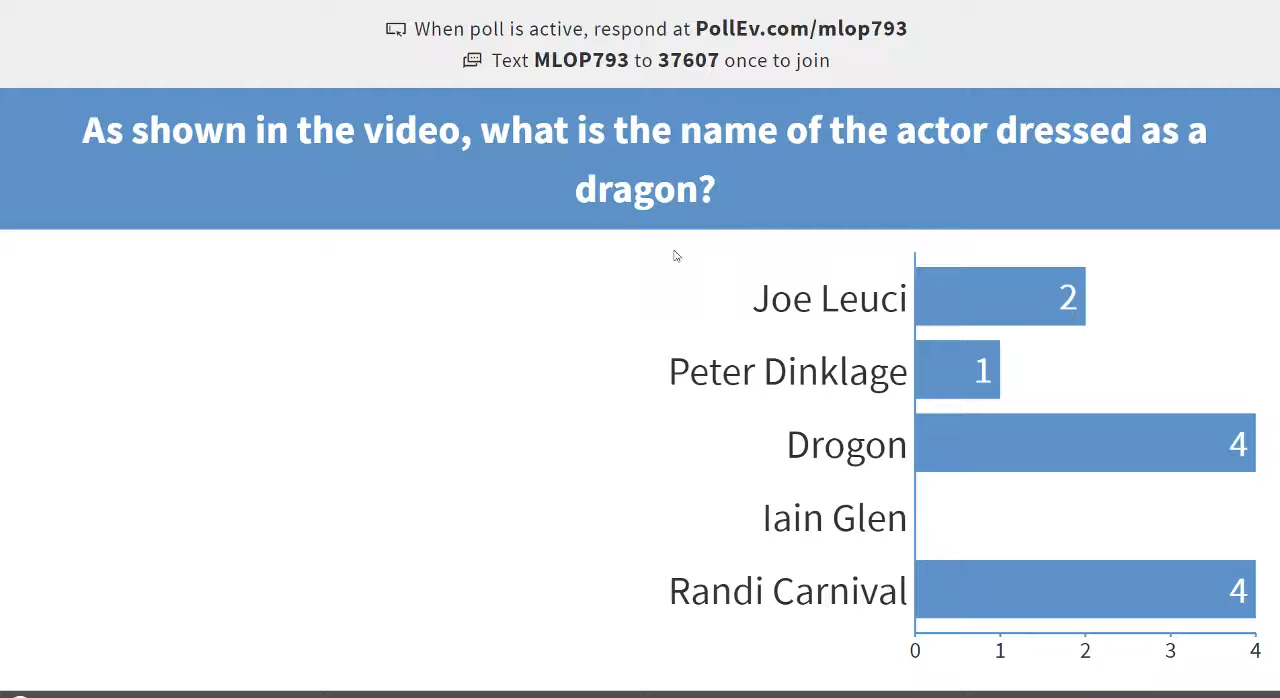 When poll is active, respond at PollEv.com/mlop793
Text MLOP793 to 37607 once to join
As shown in the video, what is the name of the actor dressed as a
dragon?
Joe Leuci 2
Peter Dinklage 1
Drogon 4
Iain Glen
Randi Carnival 4
0 1 2 3 4